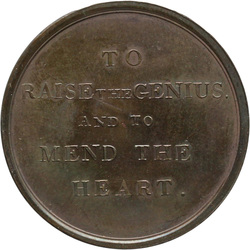 TO
RAISE THE GENIUS.
AND TO
MEND THE
HEART.